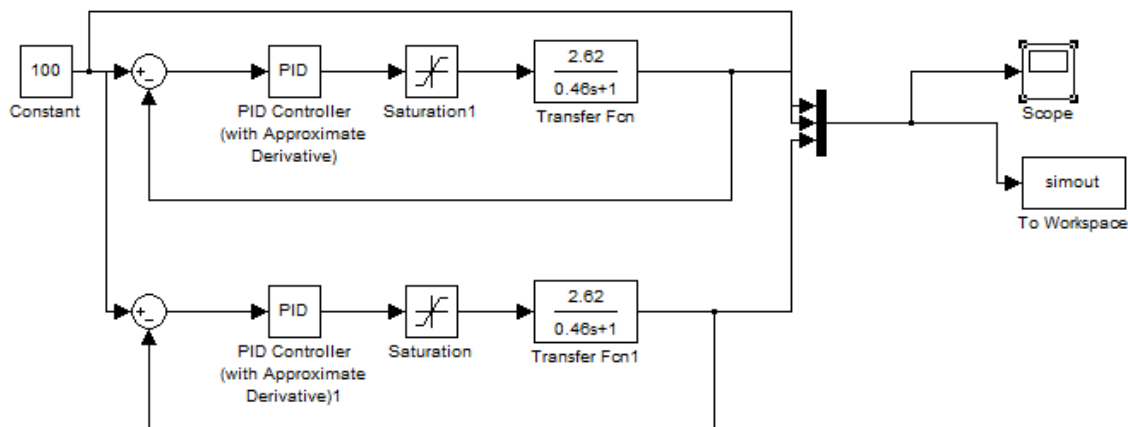 100
Constant
+
−
PID
PID Controller
(with Approximate
Derivative)
Saturation1
2.62
0.46s+1
Transfer Fcn
Scope
simout
To Workspace
+
−
PID
PID Controller
(with Approximate
Derivative)1
Saturation
2.62
0.46s+1
Transfer Fcn1